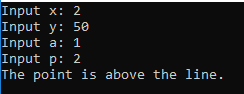 Input x: 2
Input y: 50
Input a: 1
Input p: 2
The point is above the line.